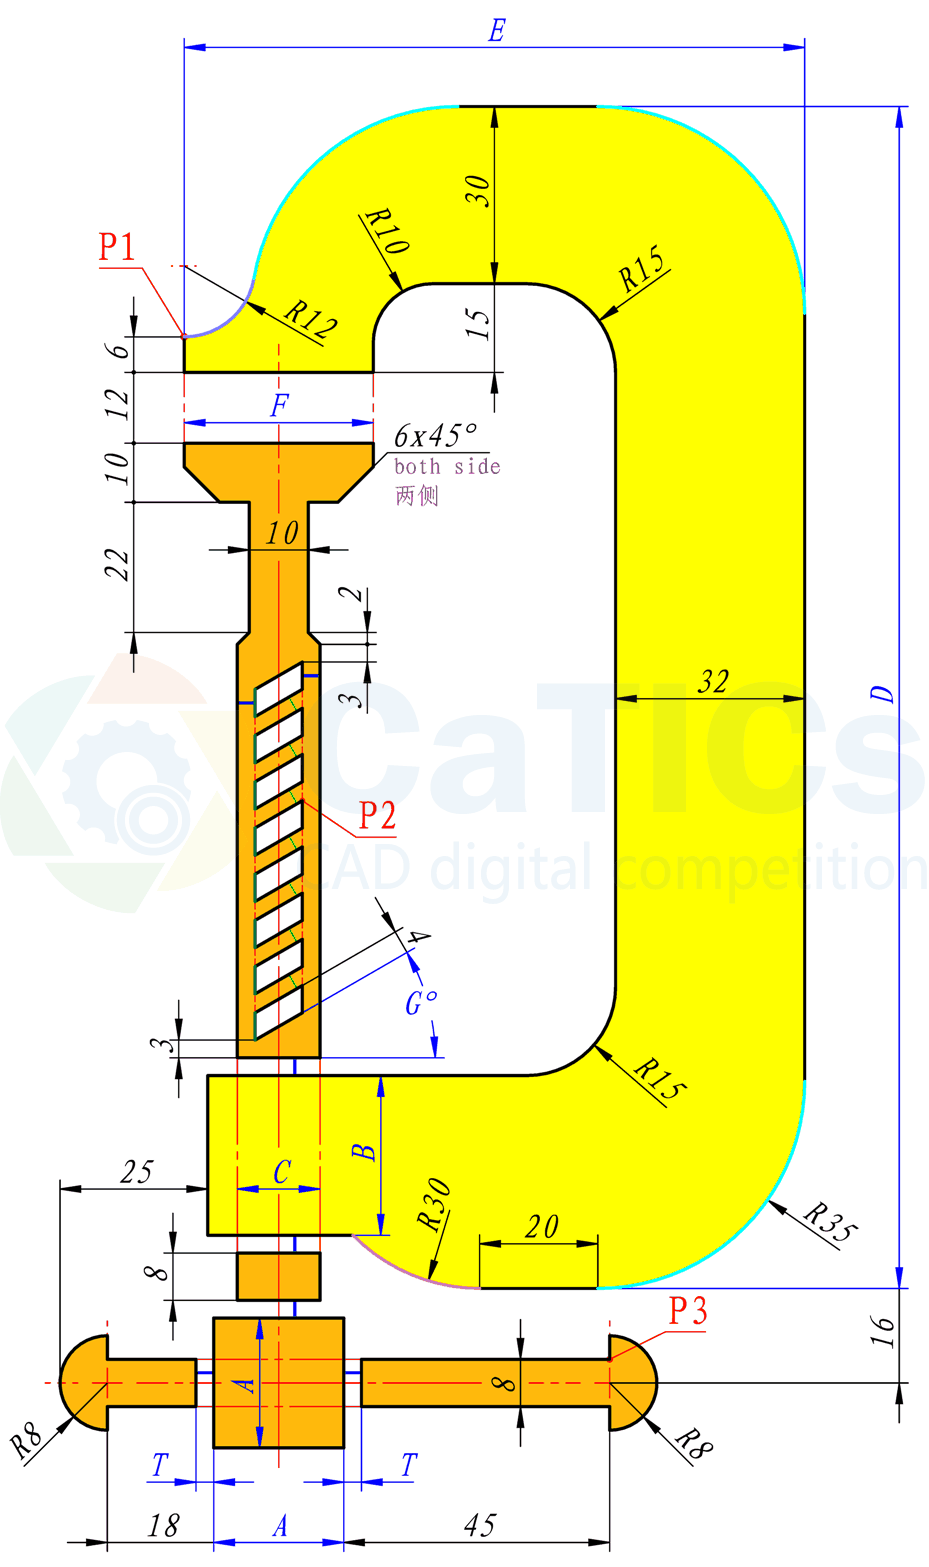 E
P1
30
R10
R15
R12
15
6
12
F
6x45°
both side
两侧
10
10
22
2
3
32
D
CaTICs
P2
CAD digital competition
4
G°
3
R15
B
25
C
R30
R35
20
8
16
P3
A
8
R8
R8
T
T
18
A
45